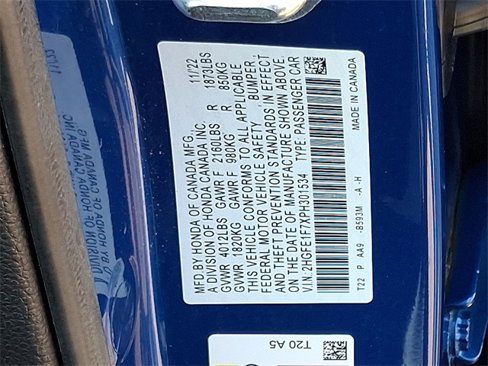 MFD. BY HONDA OF CANADA MFG., 11/22
A DIVISION OF HONDA CANADA INC.
GVWR 4012LBS GAWR F 2160LBS R 1873LBS
GVWR 1820KG GAWR F 980KG R 850KG
THIS VEHICLE CONFORMS TO ALL APPLICABLE
FEDERAL MOTOR VEHICLE SAFETY, BUMPER,
AND THEFT PREVENTION STANDARDS IN EFFECT
ON THE DATE OF MANUFACTURE SHOWN ABOVE.
V.I.N.: 2HGFE1F7XPH301534 TYPE: PASSENGER CAR
T22 P AA9 -B593M -A -H MADE IN CANADA
T20 A5